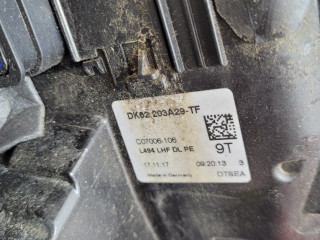 DK62 203A29-TF
C07006-106
9T
L494 LHF DL PE
17.11.17 09:20:13 3
Made in Germany DTSEA